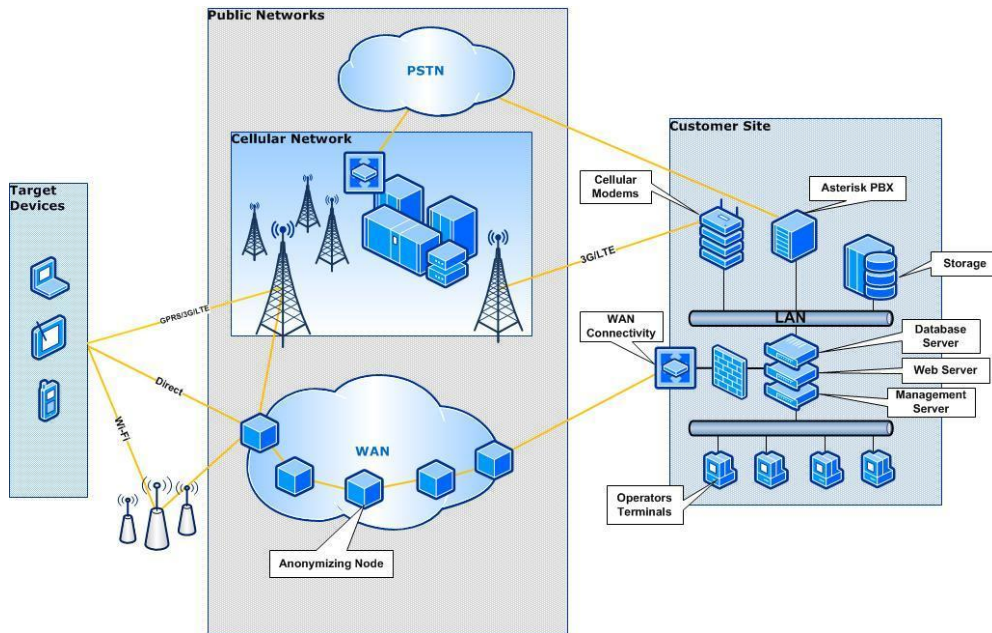 Public Networks
PSTN
Cellular Network
Customer Site
Cellular
Modems
Asterisk PBX
Target
Devices
3G/LTE
Storage
GPRS/3G/LTE
WAN
Connectivity
LAN
Database
Server
Direct
Web Server
Management
Server
Wi-Fi
WAN
Operators
Terminals
Anonymizing Node